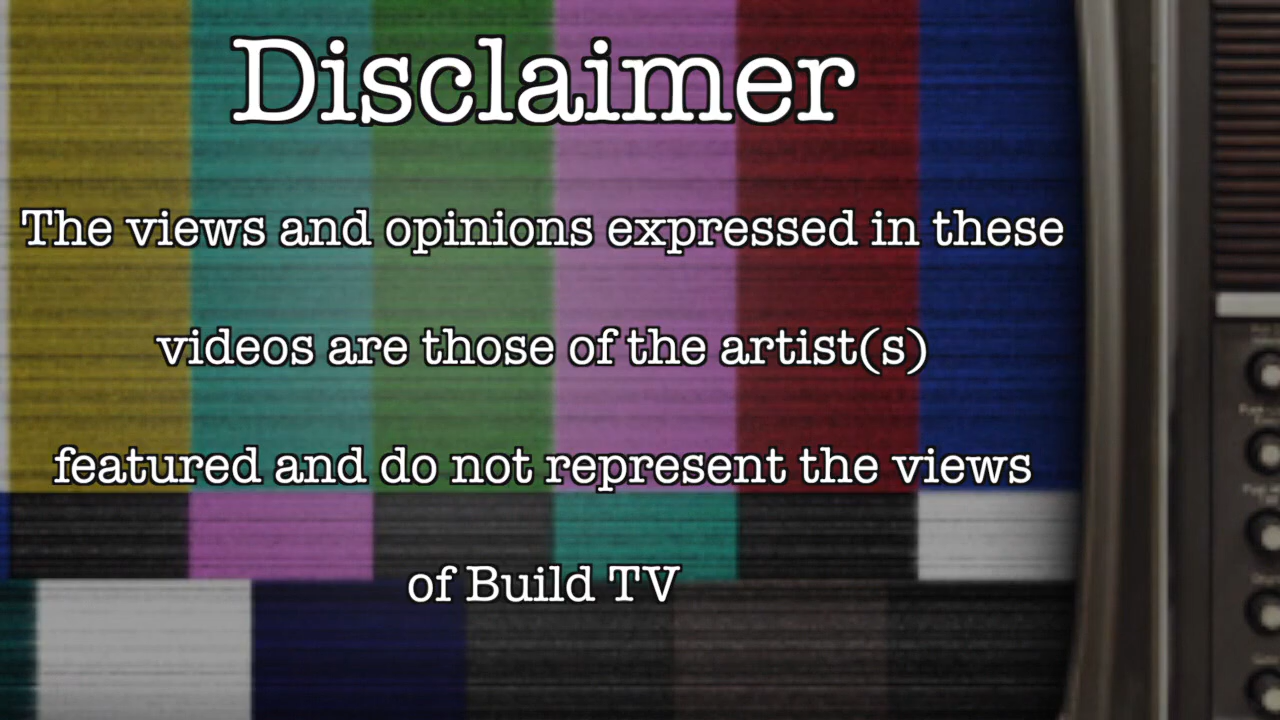 Disclaimer
The views and opinions expressed in these
videos are those of the artist(s)
featured and do not represent the views
of Build TV